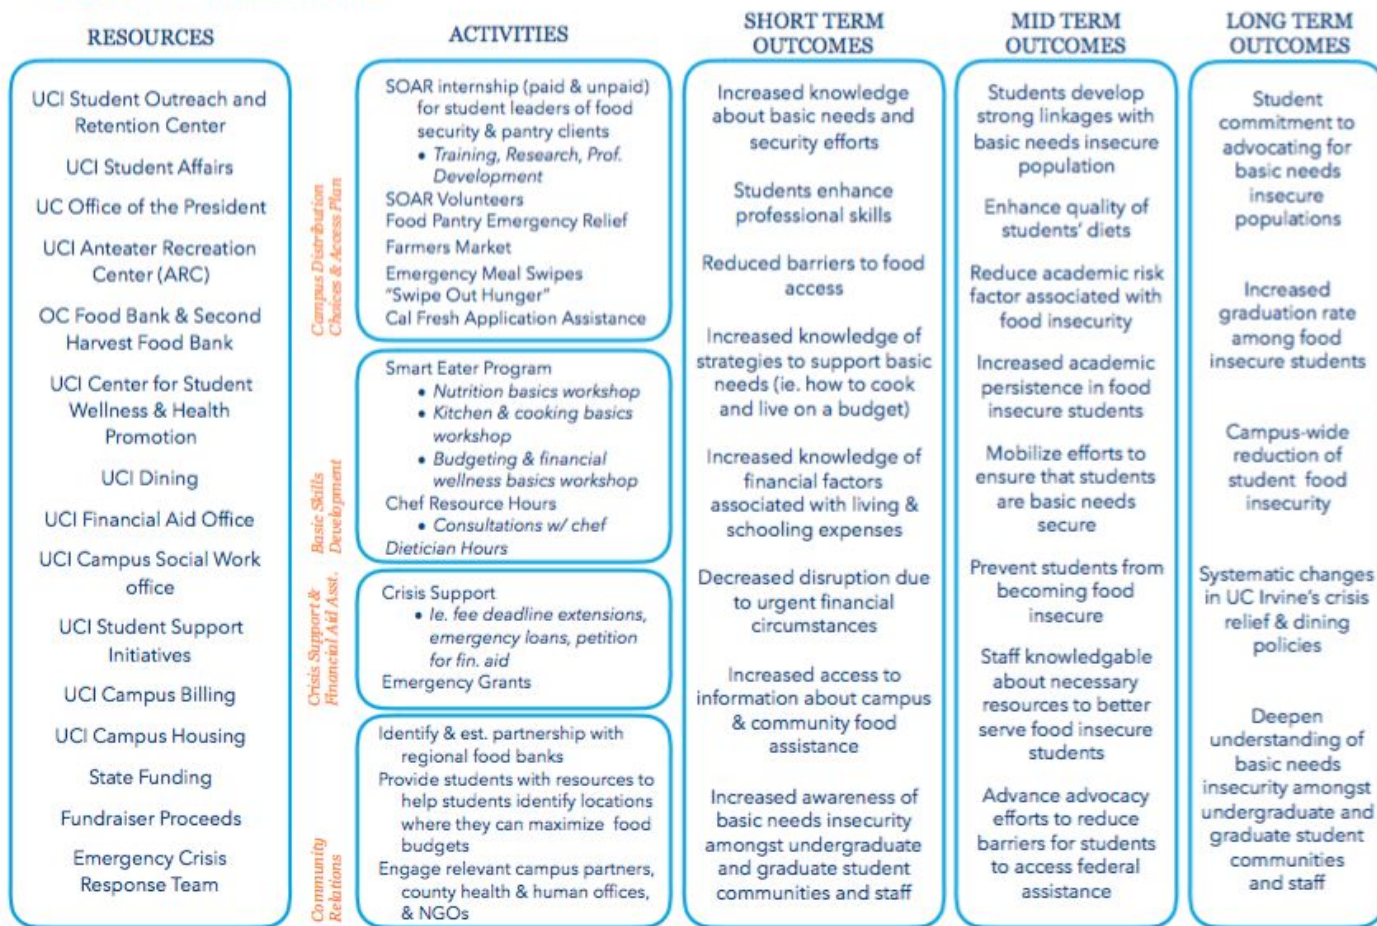 RESOURCES
UCI Student Outreach and
Retention Center
UCI Student Affairs
UC Office of the President
UCI Anteater Recreation
Center (ARC)
OC Food Bank & Second
Harvest Food Bank
UCI Center for Student
Wellness & Health
Promotion
UCI Dining
UCI Financial Aid Office
UCI Campus Social Work
office
UCI Student Support
Initiatives
UCI Campus Billing
UCI Campus Housing
State Funding
Fundraiser Proceeds
Emergency Crisis
Response Team
ACTIVITIES
Campus Distribution
Choices & Access Plan
SOAR internship (paid & unpaid)
for student leaders of food
security & pantry clients
• Training, Research, Prof.
Development
SOAR Volunteers
Food Pantry Emergency Relief
Farmers Market
Emergency Meal Swipes
"Swipe Out Hunger"
Cal Fresh Application Assistance
Basic Skills
Development
Smart Eater Program
• Nutrition basics workshop
• Kitchen & cooking basics
workshop
• Budgeting & financial
wellness basics workshop
Chef Resource Hours
• Consultations w/ chef
Dietician Hours
Crisis Support &
Financial Aid Asst.
Crisis Support
• Ie. fee deadline extensions,
emergency loans, petition
for fin. aid
Emergency Grants
Community
Relations
Identify & est. partnership with
regional food banks
Provide students with resources to
help students identify locations
where they can maximize food
budgets
Engage relevant campus partners,
county health & human offices,
& NGOs
SHORT TERM
OUTCOMES
Increased knowledge
about basic needs and
security efforts
Students enhance
professional skills
Reduced barriers to food
access
Increased knowledge of
strategies to support basic
needs (ie. how to cook
and live on a budget)
Increased knowledge of
financial factors
associated with living &
schooling expenses
Decreased disruption due
to urgent financial
circumstances
Increased access to
information about campus
& community food
assistance
Increased awareness of
basic needs insecurity
amongst undergraduate
and graduate student
communities and staff
MID TERM
OUTCOMES
Students develop
strong linkages with
basic needs insecure
population
Enhance quality of
students' diets
Reduce academic risk
factor associated with
food insecurity
Increased academic
persistence in food
insecure students
Mobilize efforts to
ensure that students
are basic needs
secure
Prevent students from
becoming food
insecure
Staff knowledgable
about necessary
resources to better
serve food insecure
students
Advance advocacy
efforts to reduce
barriers for students
to access federal
assistance
LONG TERM
OUTCOMES
Student
commitment to
advocating for
basic needs
insecure
populations
Increased
graduation rate
among food
insecure students
Campus-wide
reduction of
student food
insecurity
Systematic changes
in UC Irvine's crisis
relief & dining
policies
Deepen
understanding of
basic needs
insecurity amongst
undergraduate and
graduate student
communities
and staff